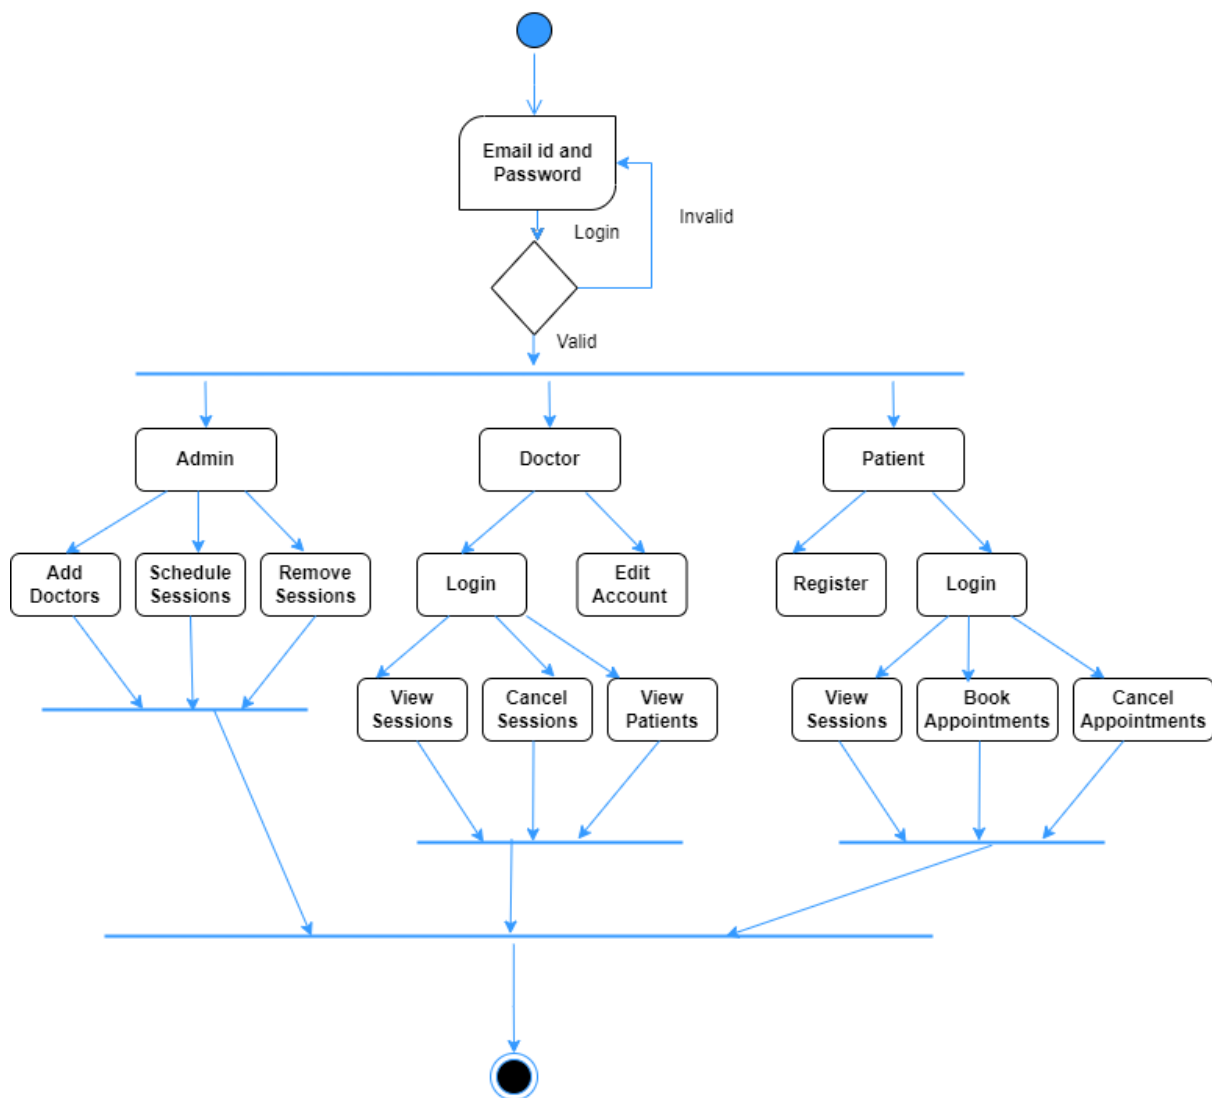 Email id and
Password
Login
Invalid
Valid
Admin
Doctor
Patient
Add
Doctors
Schedule
Sessions
Remove
Sessions
Login
Edit
Account
Register
Login
View
Sessions
Cancel
Sessions
View
Patients
View
Sessions
Book
Appointments
Cancel
Appointments